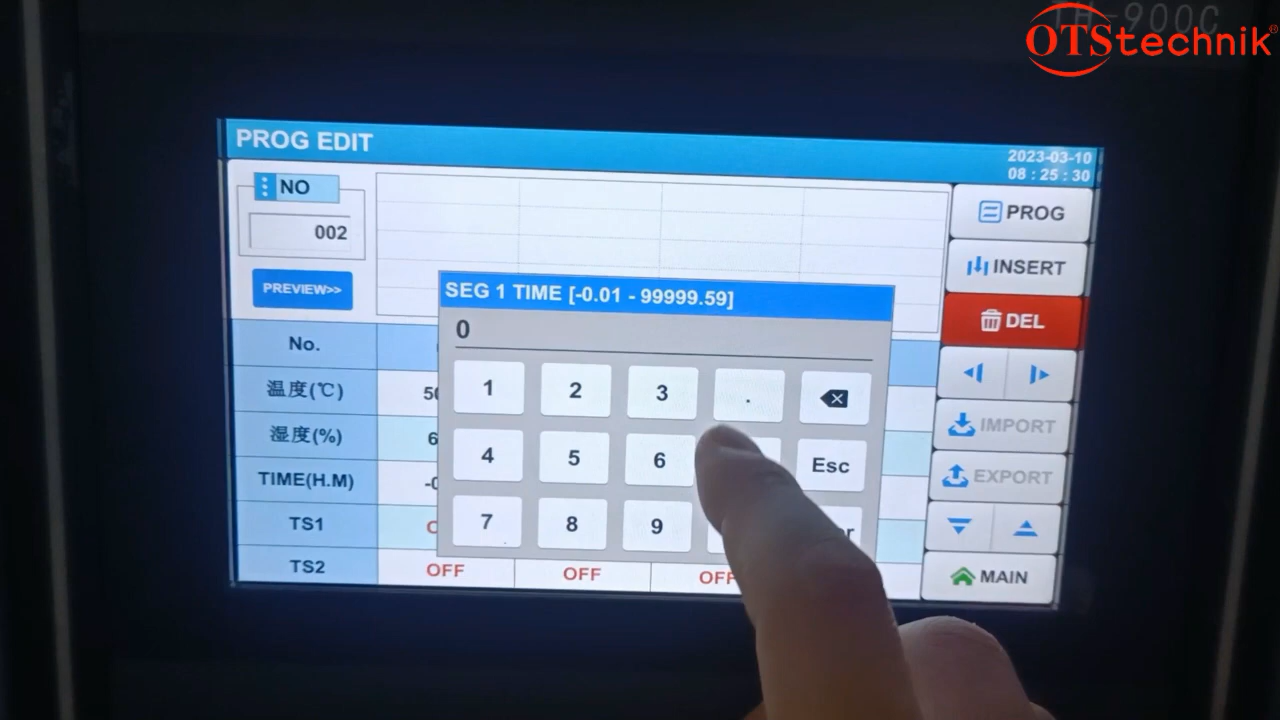 TH-900C
OTStechnik®
PROG EDIT
2023-03-10
08 : 25 : 30
NO
002
PREVIEW>>
PROG
INSERT
DEL
IMPORT
EXPORT
MAIN
SEG 1 TIME [-0.01 - 99999.59]
0
1 2 3 .
4 5 6 Esc
7 8 9
No.
温度(℃)
湿度(%)
TIME(H.M)
TS1
TS2 OFF OFF OFF